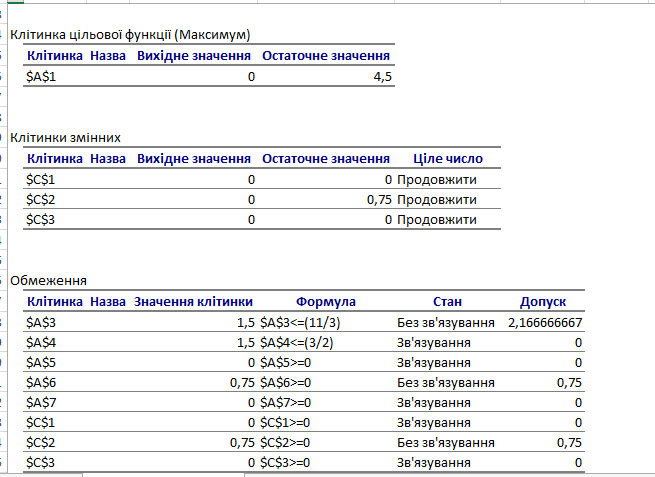 Клітинка цільової функції (Максимум)
Клітинка Назва Вихідне значення Остаточне значення
$A$1 0 4,5
Клітинки змінних
Клітинка Назва Вихідне значення Остаточне значення Ціле число
$C$1 0 0 Продовжити
$C$2 0 0,75 Продовжити
$C$3 0 0 Продовжити
Обмеження
Клітинка Назва Значення клітинки Формула Стан Допуск
$A$3 1,5 $A$3<=(11/3) Без зв'язування 2,166666667
$A$4 1,5 $A$4<=(3/2) Зв'язування 0
$A$5 0 $A$5>=0 Зв'язування 0
$A$6 0,75 $A$6>=0 Без зв'язування 0,75
$A$7 0 $A$7>=0 Зв'язування 0
$C$1 0 $C$1>=0 Зв'язування 0
$C$2 0,75 $C$2>=0 Без зв'язування 0,75
$C$3 0 $C$3>=0 Зв'язування 0